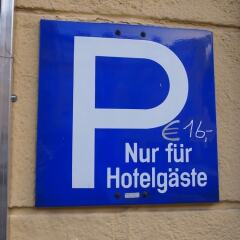 P
€ 16,-
Nur für
Hotelgäste